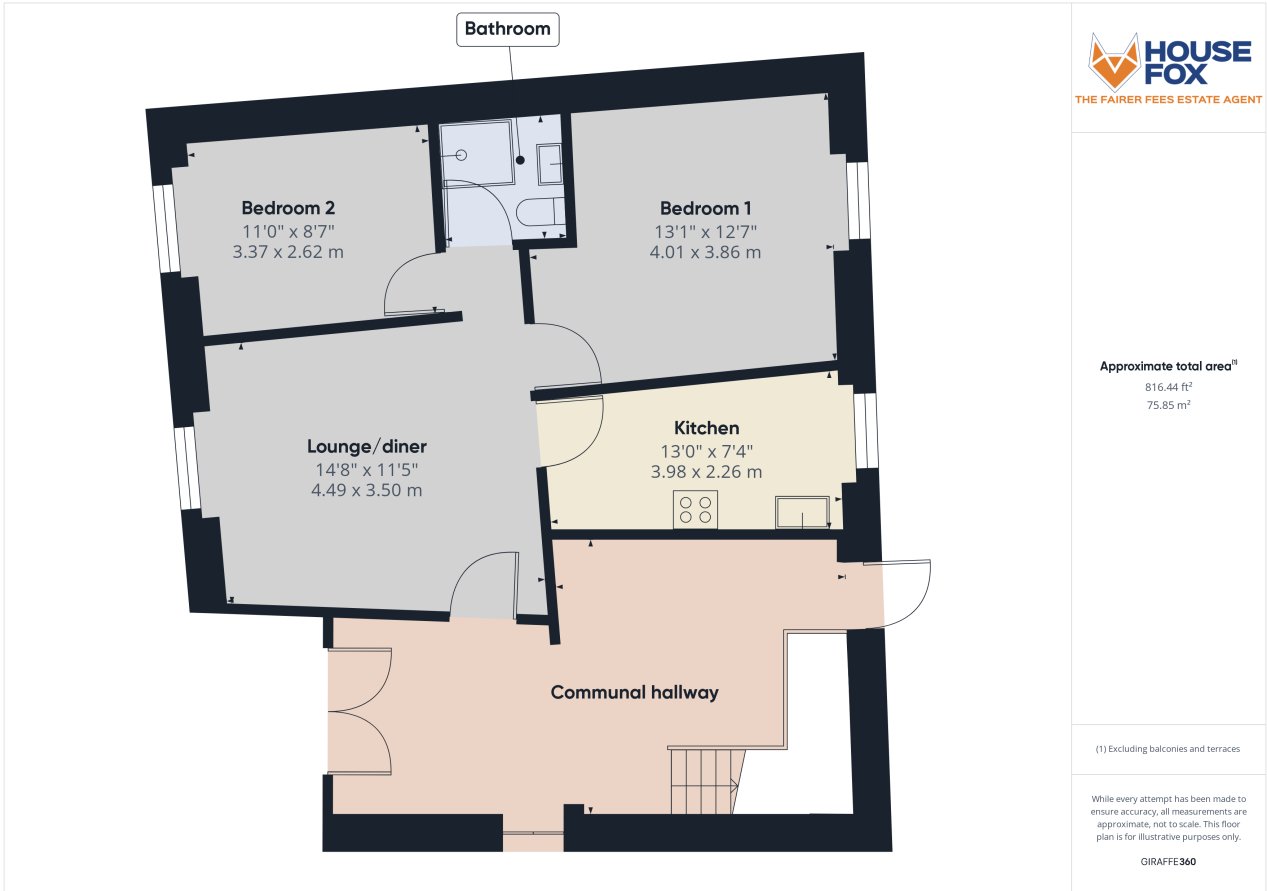 Bathroom
Bedroom 2
11'0" x 8'7"
3.37 x 2.62 m
Bedroom 1
13'1" x 12'7"
4.01 x 3.86 m
Lounge/diner
14'8" x 11'5"
4.49 x 3.50 m
Kitchen
13'0" x 7'4"
3.98 x 2.26 m
Communal hallway
HOUSE
FOX
THE FAIRER FEES ESTATE AGENT
Approximate total area⁽¹⁾
816.44 ft²
75.85 m²
(1) Excluding balconies and terraces
While every attempt has been made to
ensure accuracy, all measurements are
approximate, not to scale. This floor
plan is for illustrative purposes only.
GIRAFFE360